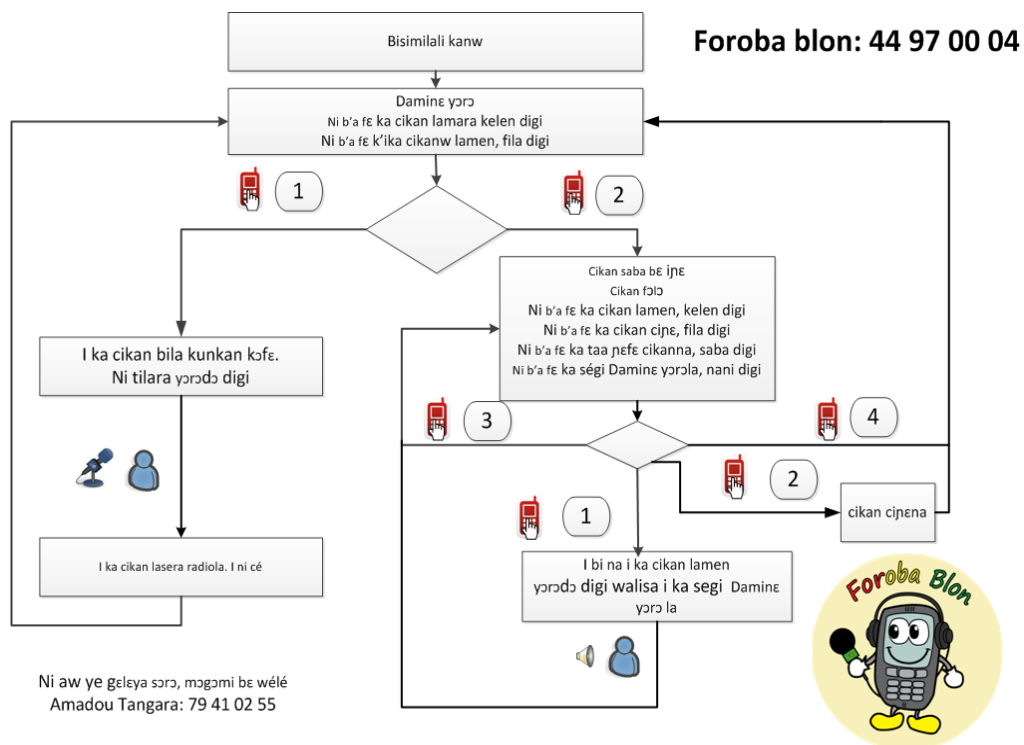 Bisimilali kanw
Foroba blon: 44 97 00 04
Daminɛ yɔrɔ
Ni b'a fɛ ka cikan lamara kelen digi
Ni b'a fɛ k'ika cikanw lamen, fila digi
1
2
Cikan saba bɛ iɲɛ
Cikan fɔlɔ
Ni b'a fɛ ka cikan lamen, kelen digi
Ni b'a fɛ ka cikan ciɲɛ, fila digi
Ni b'a fɛ ka taa ɲɛfɛ cikanna, saba digi
Ni b'a fɛ ka ségi Daminɛ yɔrɔla, nani digi
I ka cikan bila kunkan kɔfɛ.
Ni tilara yɔrɔdɔ digi
3
4
2
1
cikan ciɲɛna
I ka cikan lasera radiola. I ni cé
I bi na i ka cikan lamen
yɔrɔdɔ digi walisa i ka segi Daminɛ
yɔrɔ la
Foroba Blon
Ni aw ye gɛlɛya sɔrɔ, mɔgɔmi bɛ wélé
Amadou Tangara: 79 41 02 55